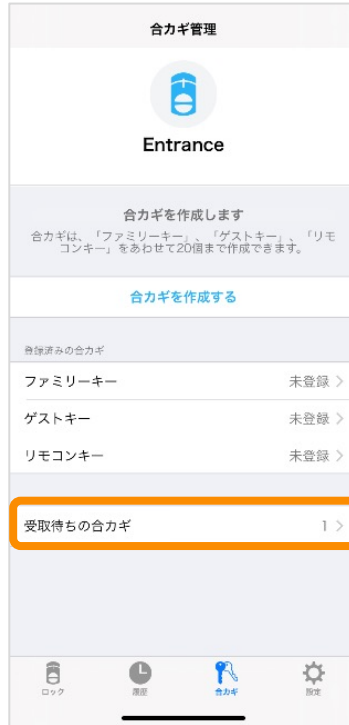 合カギ管理
Entrance
合カギを作成します
合カギは、「ファミリーキー」、「ゲストキー」、「リモ
コンキー」をあわせて20個まで作成できます。
合カギを作成する
登録済みの合カギ
ファミリーキー 未登録
ゲストキー 未登録
リモコンキー 未登録
受取待ちの合カギ 1
ロック 履歴 合カギ 設定